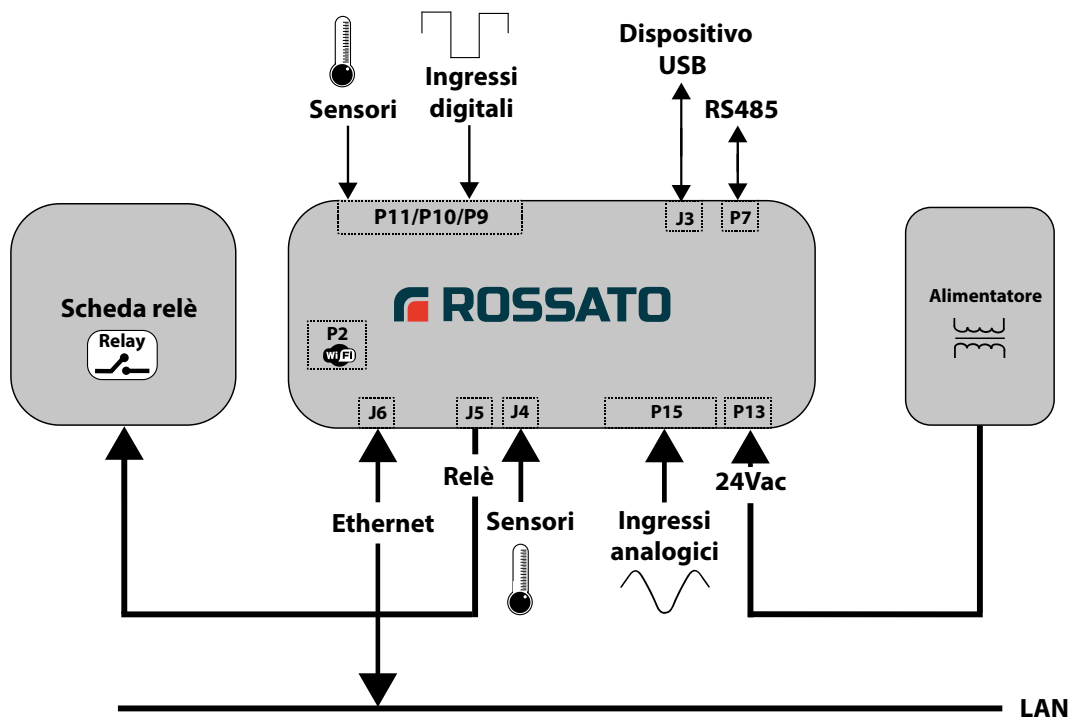 Dispositivo
USB
Ingressi
digitali
Sensori
RS485
P11/P10/P9
J3
P7
Scheda relè
Relay
ROSSATO
P2
WiFi
Alimentatore
J6
J5
J4
P15
P13
Relè
24Vac
Ethernet
Sensori
Ingressi
analogici
LAN